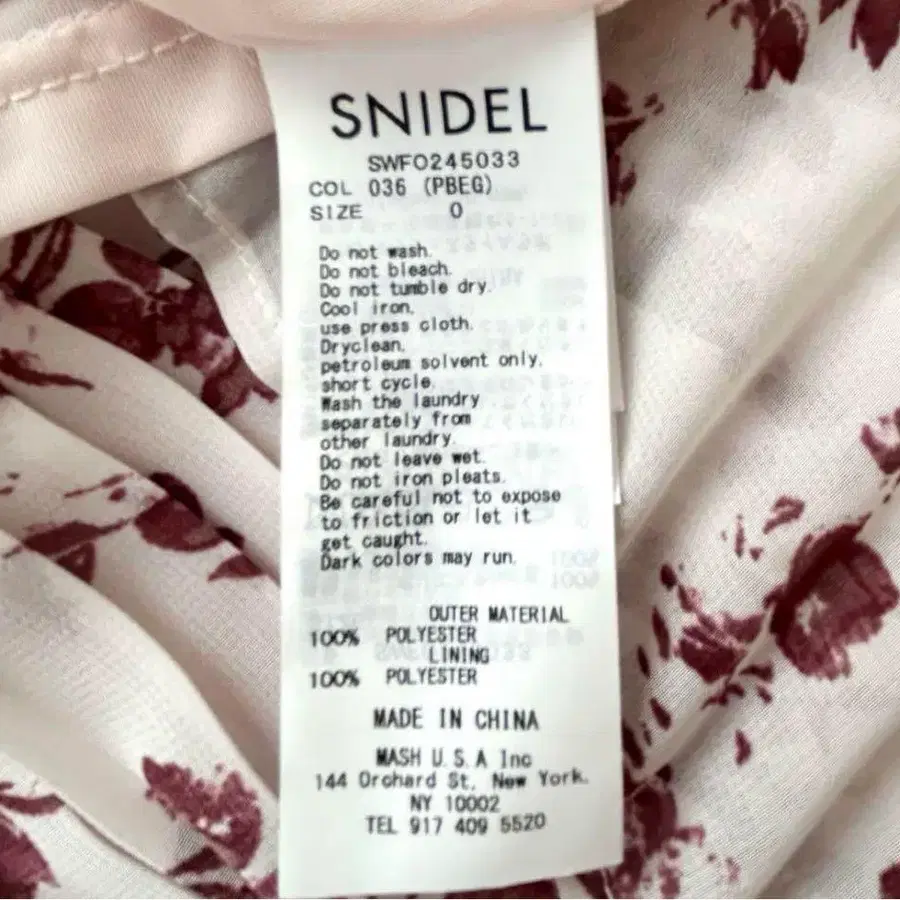 SNIDEL
SWFO245033
COL 036 (PBEG)
SIZE 0
Do not wash.
Do not bleach.
Do not tumble dry.
Cool iron.
use press cloth.
Dryclean.
petroleum solvent only.
short cycle.
Wash the laundry
separately from
other laundry.
Do not leave wet.
Do not iron pleats.
Be careful not to expose
to friction or let it
get caught.
Dark colors may run.
OUTER MATERIAL
100% POLYESTER
LINING
100% POLYESTER
MADE IN CHINA
MASH U.S.A Inc
144 Orchard St, New York.
NY 10002
TEL 917 409 5520